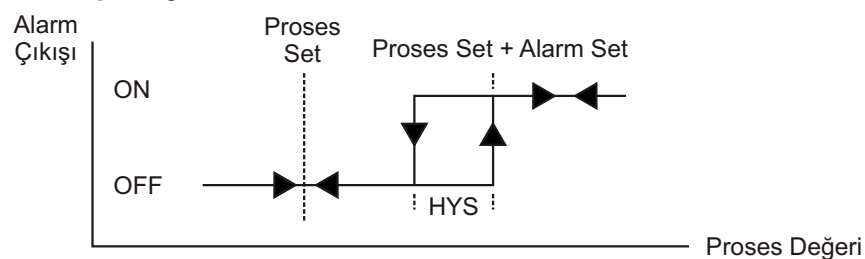 Alarm
Çıkışı
Proses
Set
Proses Set + Alarm Set
ON
OFF
HYS
Proses Değeri